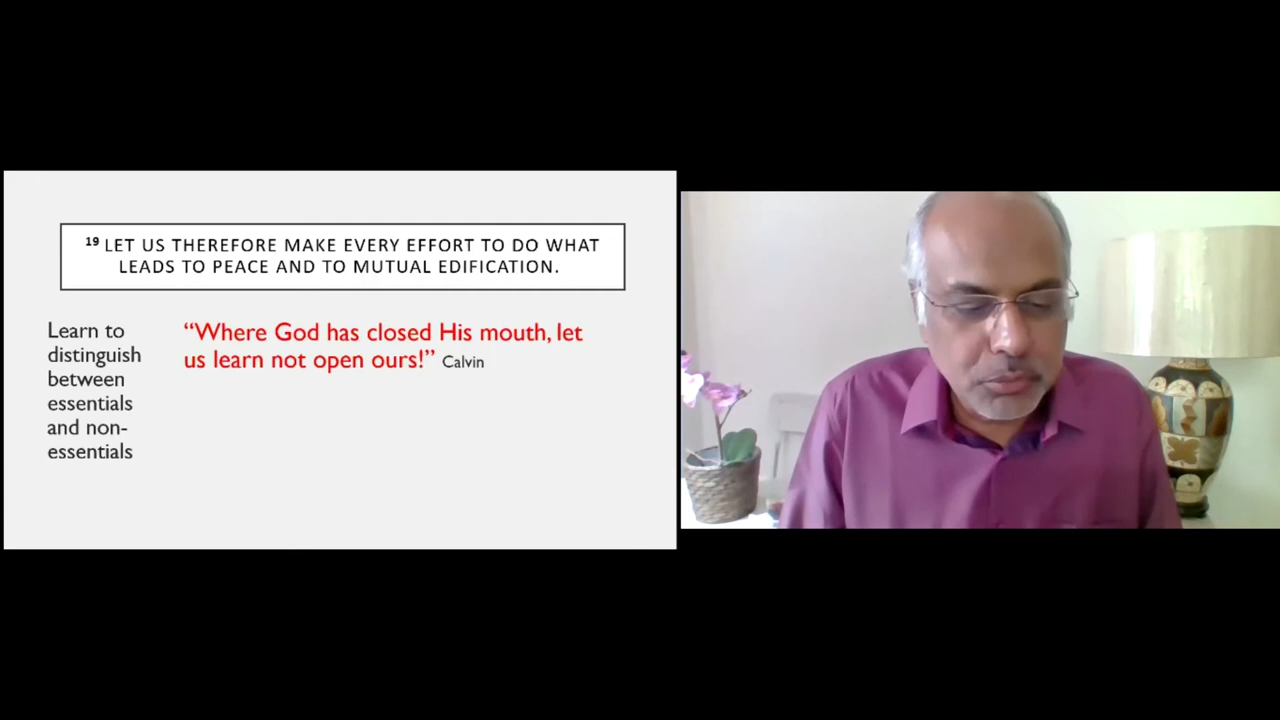 19 LET US THEREFORE MAKE EVERY EFFORT TO DO WHAT
LEADS TO PEACE AND TO MUTUAL EDIFICATION.
Learn to
distinguish
between
essentials
and non-
essentials
“Where God has closed His mouth, let
us learn not open ours!” Calvin